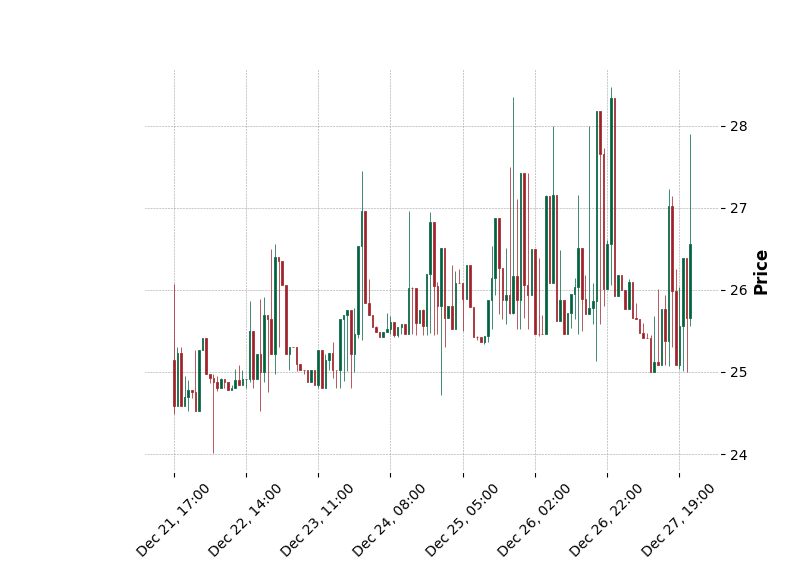 28
27
26
25
24
Price
Dec 21, 17:00
Dec 22, 14:00
Dec 23, 11:00
Dec 24, 08:00
Dec 25, 05:00
Dec 26, 02:00
Dec 26, 22:00
Dec 27, 19:00